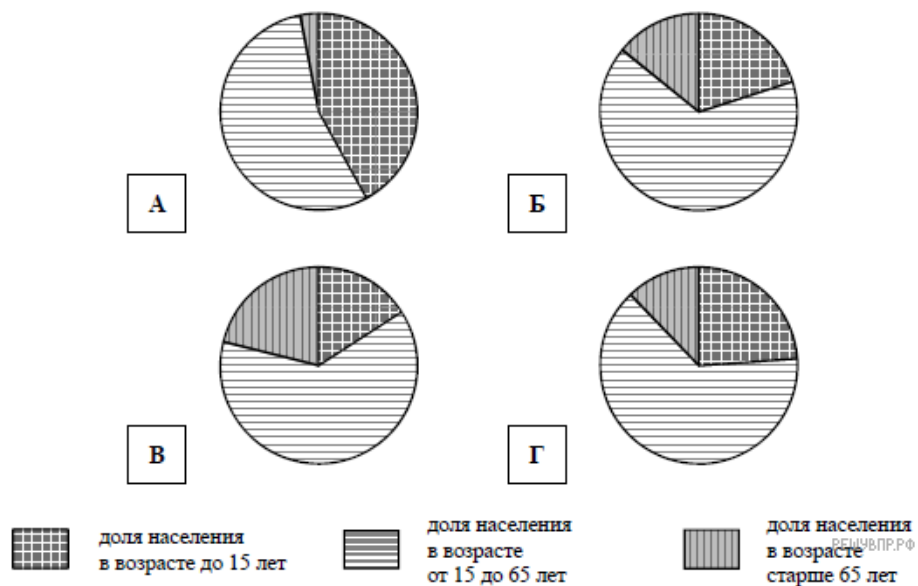 А
Б
В
Г
доля населения
в возрасте до 15 лет
доля населения
в возрасте
от 15 до 65 лет
доля населения
в возрасте
старше 65 лет
РЕШУВПР.РФ